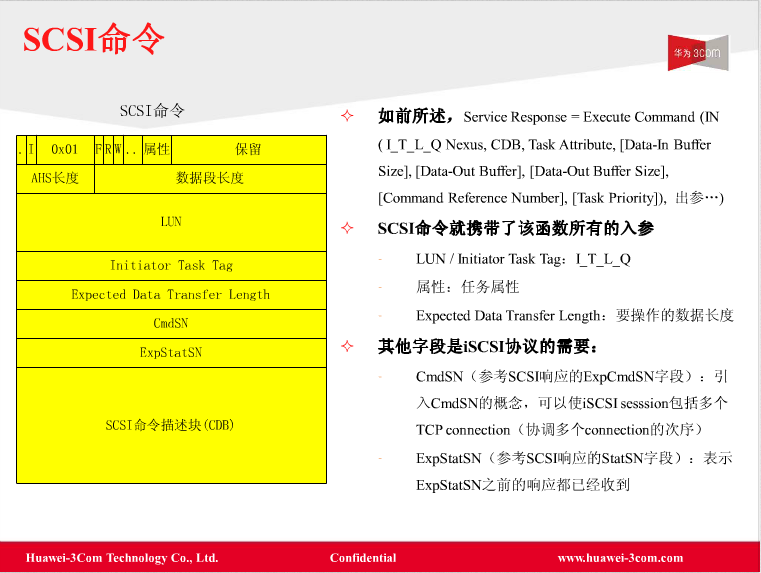 SCSI命令
华为3com
SCSI命令
. I 0x01 F R W .. 属性 保留
AHS长度 数据段长度
LUN
Initiator Task Tag
Expected Data Transfer Length
CmdSN
ExpStatSN
SCSI命令描述块(CDB)
如前所述，Service Response = Execute Command (IN
( I_T_L_Q Nexus, CDB, Task Attribute, [Data-In Buffer
Size], [Data-Out Buffer], [Data-Out Buffer Size],
[Command Reference Number], [Task Priority]), 出参…)
SCSI命令就携带了该函数所有的入参
- LUN / Initiator Task Tag：I_T_L_Q
- 属性：任务属性
- Expected Data Transfer Length：要操作的数据长度
其他字段是iSCSI协议的需要：
- CmdSN（参考SCSI响应的ExpCmdSN字段）：引
入CmdSN的概念，可以使iSCSI sesssion包括多个
TCP connection（协调多个connection的次序）
- ExpStatSN（参考SCSI响应的StatSN字段）：表示
ExpStatSN之前的响应都已经收到
Huawei-3Com Technology Co., Ltd. Confidential www.huawei-3com.com